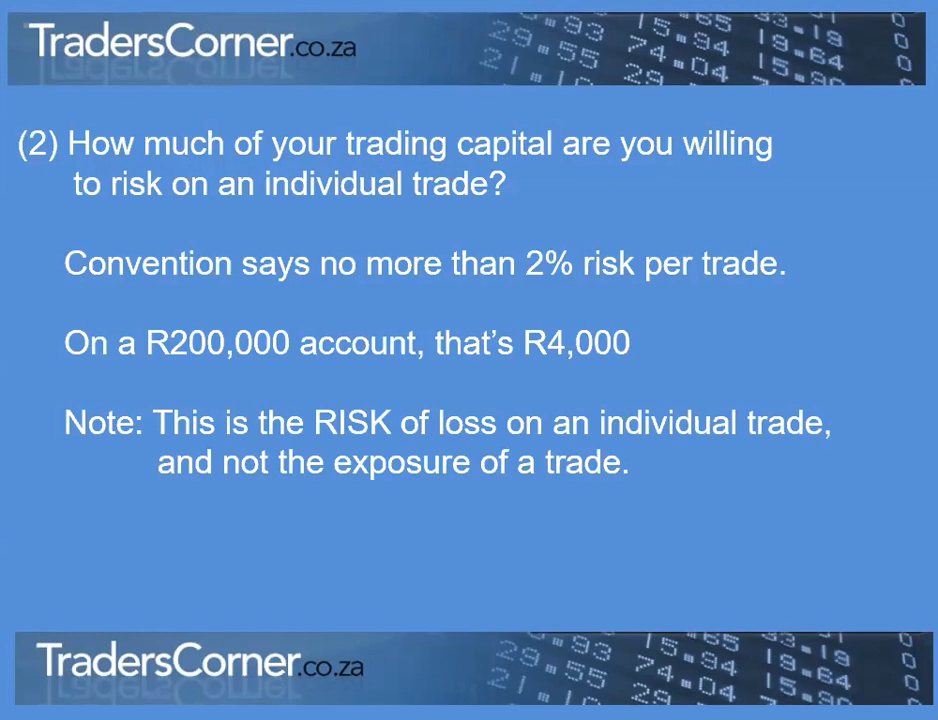 TradersCorner.co.za
(2) How much of your trading capital are you willing
to risk on an individual trade?
Convention says no more than 2% risk per trade.
On a R200,000 account, that’s R4,000
Note: This is the RISK of loss on an individual trade,
and not the exposure of a trade.
TradersCorner.co.za